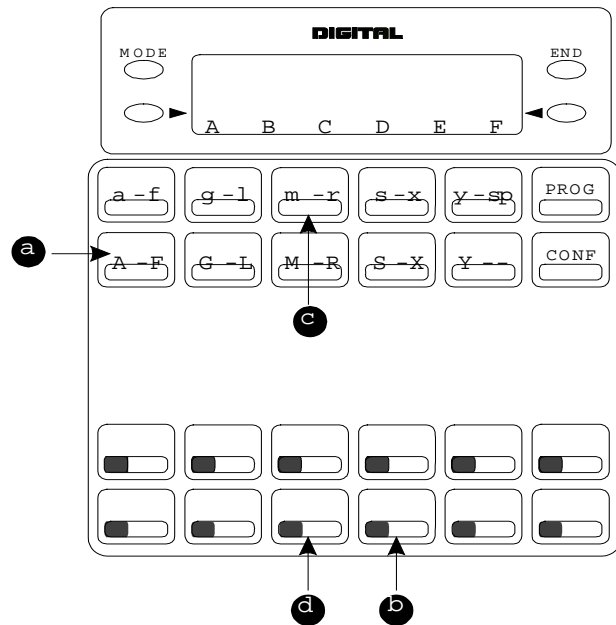 DIGITAL
MODE END
A B C D E F
a-f g-l m-r s-x y-sp PROG
a
A-F G-L M-R S-X Y-- CONF
c
d b